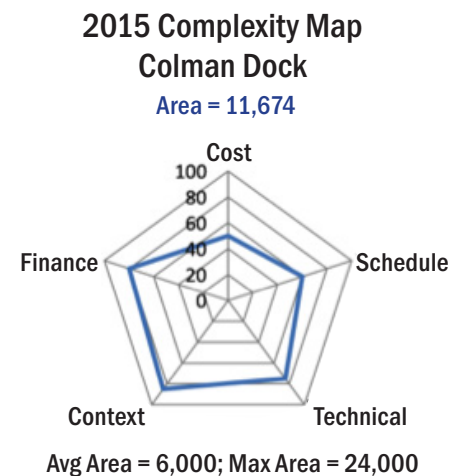 2015 Complexity Map
Colman Dock
Area = 11,674
Cost
100
80
60
40
20
0
Finance
Schedule
Context
Technical
Avg Area = 6,000; Max Area = 24,000